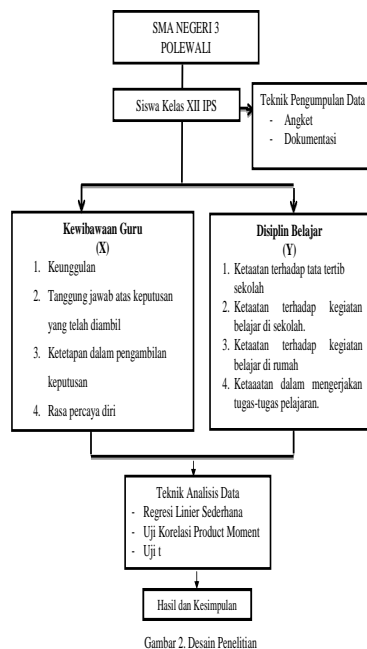 SMA NEGERI 3
POLEWALI
Siswa Kelas XII IPS
Teknik Pengumpulan Data
- Angket
- Dokumentasi
Kewibawaan Guru
(X)
1. Keunggulan
2. Tanggung jawab atas keputusan
yang telah diambil
3. Ketetapan dalam pengambilan
keputusan
4. Rasa percaya diri
Disiplin Belajar
(Y)
1. Ketaatan terhadap tata tertib
sekolah
2. Ketaatan terhadap kegiatan
belajar di sekolah.
3. Ketaatan terhadap kegiatan
belajar di rumah
4. Ketaaatan dalam mengerjakan
tugas-tugas pelajaran.
Teknik Analisis Data
- Regresi Linier Sederhana
- Uji Korelasi Product Moment
- Uji t
Hasil dan Kesimpulan
Gambar 2. Desain Penelitian